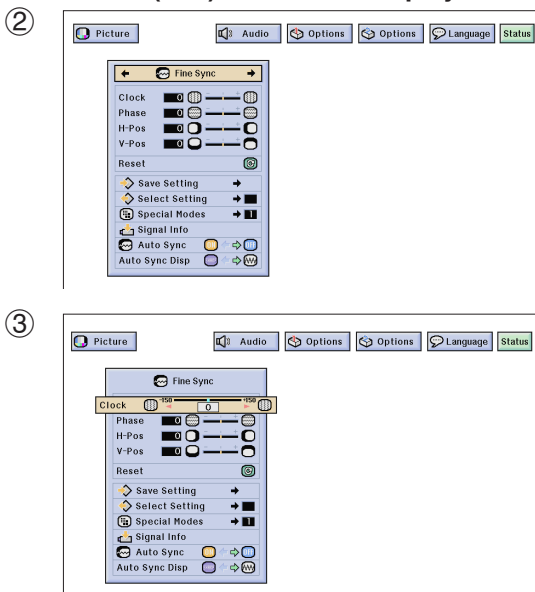 ②
Picture Audio Options Options Language Status
Fine Sync
Clock 0
Phase 0
H-Pos 0
V-Pos 0
Reset
Save Setting
Select Setting
Special Modes 1
Signal Info
Auto Sync
Auto Sync Disp
③
Picture Audio Options Options Language Status
Fine Sync
Clock -150 0 +150
Phase 0
H-Pos 0
V-Pos 0
Reset
Save Setting
Select Setting
Special Modes 1
Signal Info
Auto Sync
Auto Sync Disp